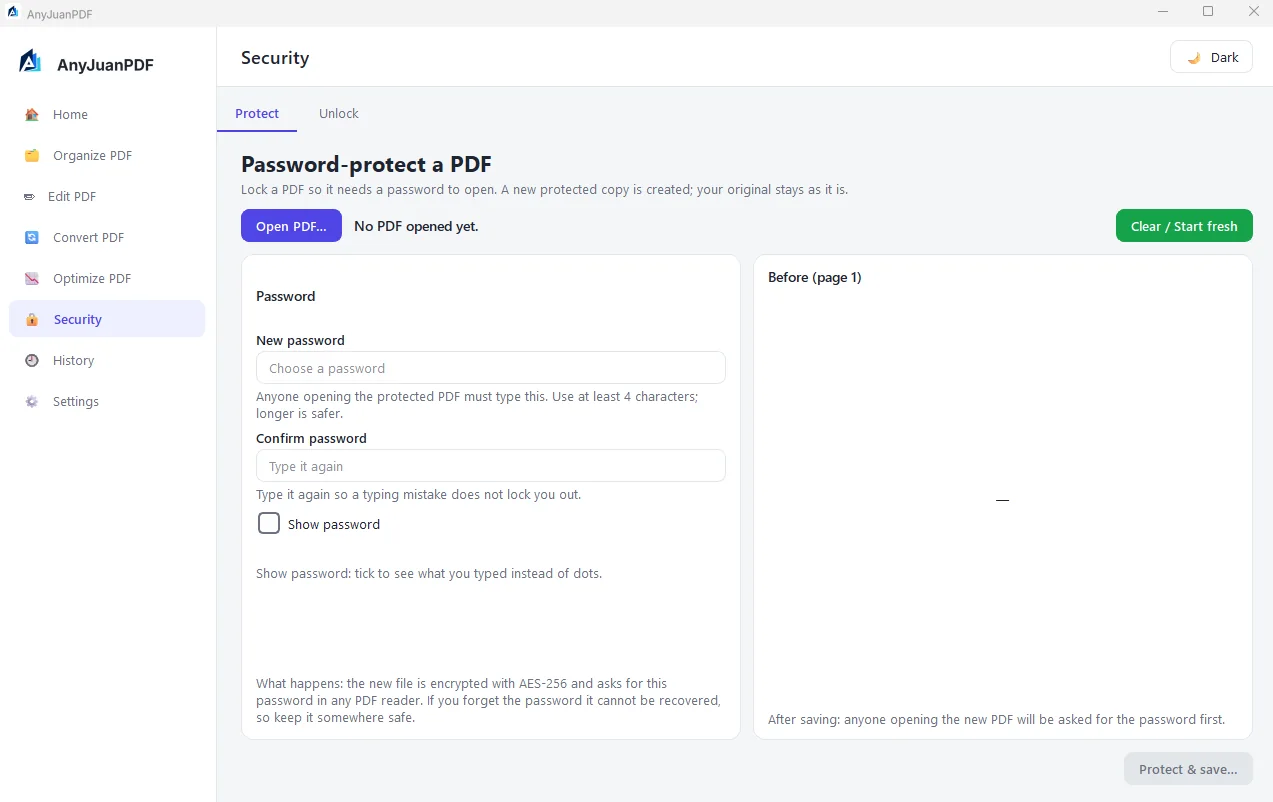 AnyJuanPDF
AnyJuanPDF
Security
Dark
Home
Organize PDF
Edit PDF
Convert PDF
Optimize PDF
Security
History
Settings
Protect
Unlock
Password-protect a PDF
Lock a PDF so it needs a password to open. A new protected copy is created; your original stays as it is.
Open PDF...
No PDF opened yet.
Clear / Start fresh
Password
New password
Choose a password
Anyone opening the protected PDF must type this. Use at least 4 characters;
longer is safer.
Confirm password
Type it again
Type it again so a typing mistake does not lock you out.
Show password
Show password: tick to see what you typed instead of dots.
What happens: the new file is encrypted with AES-256 and asks for this
password in any PDF reader. If you forget the password it cannot be recovered,
so keep it somewhere safe.
Before (page 1)
—
After saving: anyone opening the new PDF will be asked for the password first.
Protect & save...